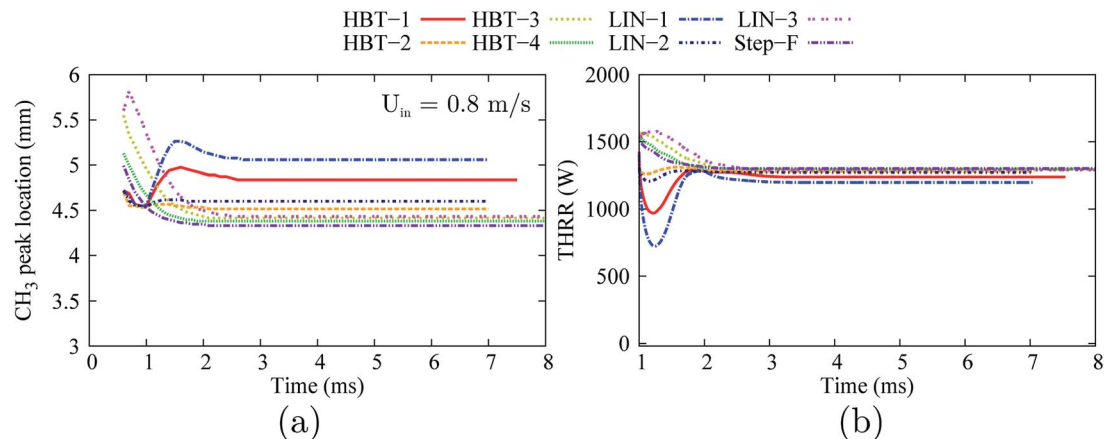 HBT−1 HBT−3 LIN−1 LIN−3
HBT−2 HBT−4 LIN−2 Step−F
CH3 peak location (mm)
6
5.5
5
4.5
4
3.5
3
U_in = 0.8 m/s
0 1 2 3 4 5 6 7 8
Time (ms)
(a)
THRR (W)
2000
1500
1000
500
0
1 2 3 4 5 6 7 8
Time (ms)
(b)